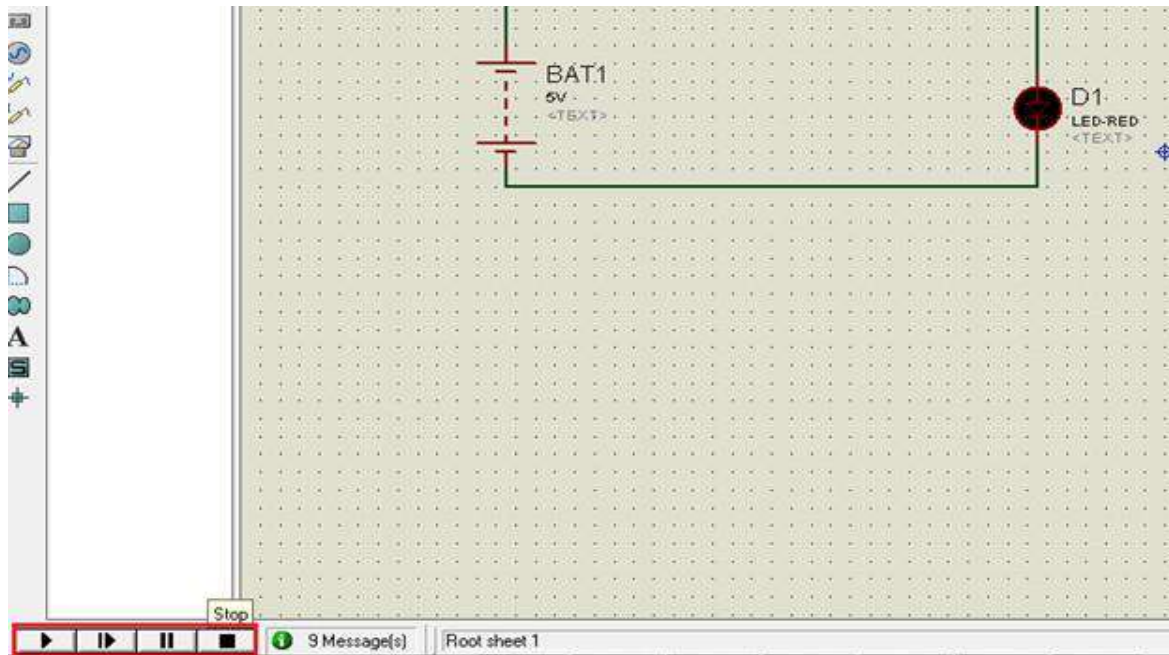 BAT1
5V
<TEXT>
D1
LED-RED
<TEXT>
A
S
Stop
9 Message(s)
Root sheet 1